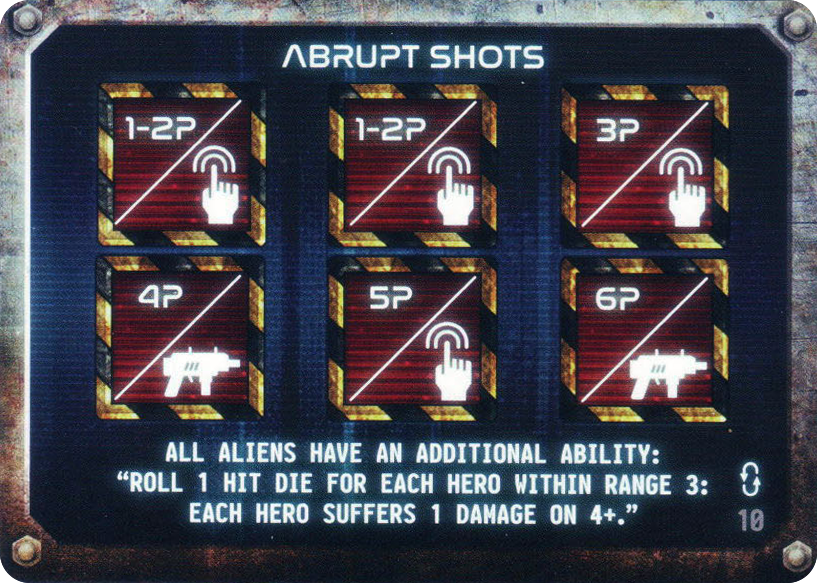 ABRUPT SHOTS
1-2P
1-2P
3P
4P
5P
6P
ALL ALIENS HAVE AN ADDITIONAL ABILITY:
“ROLL 1 HIT DIE FOR EACH HERO WITHIN RANGE 3:
EACH HERO SUFFERS 1 DAMAGE ON 4+.”
10